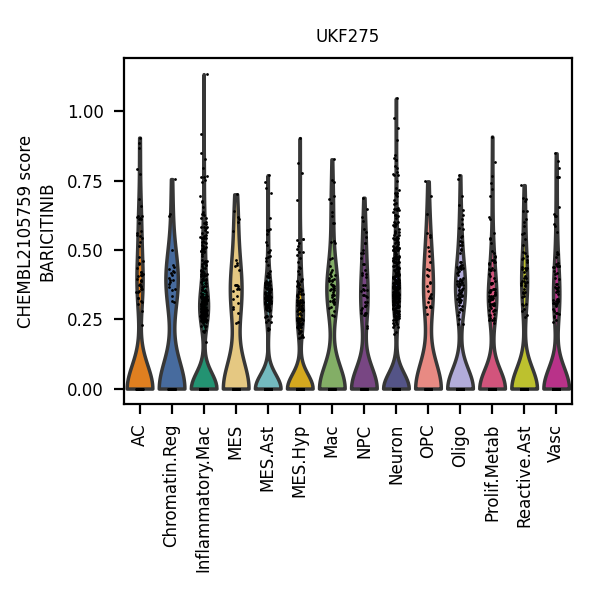 UKF275
CHEMBL2105759 score
BARICITINIB
1.00
0.75
0.50
0.25
0.00
AC
Chromatin.Reg
Inflammatory.Mac
MES
MES.Ast
MES.Hyp
Mac
NPC
Neuron
OPC
Oligo
Prolif.Metab
Reactive.Ast
Vasc